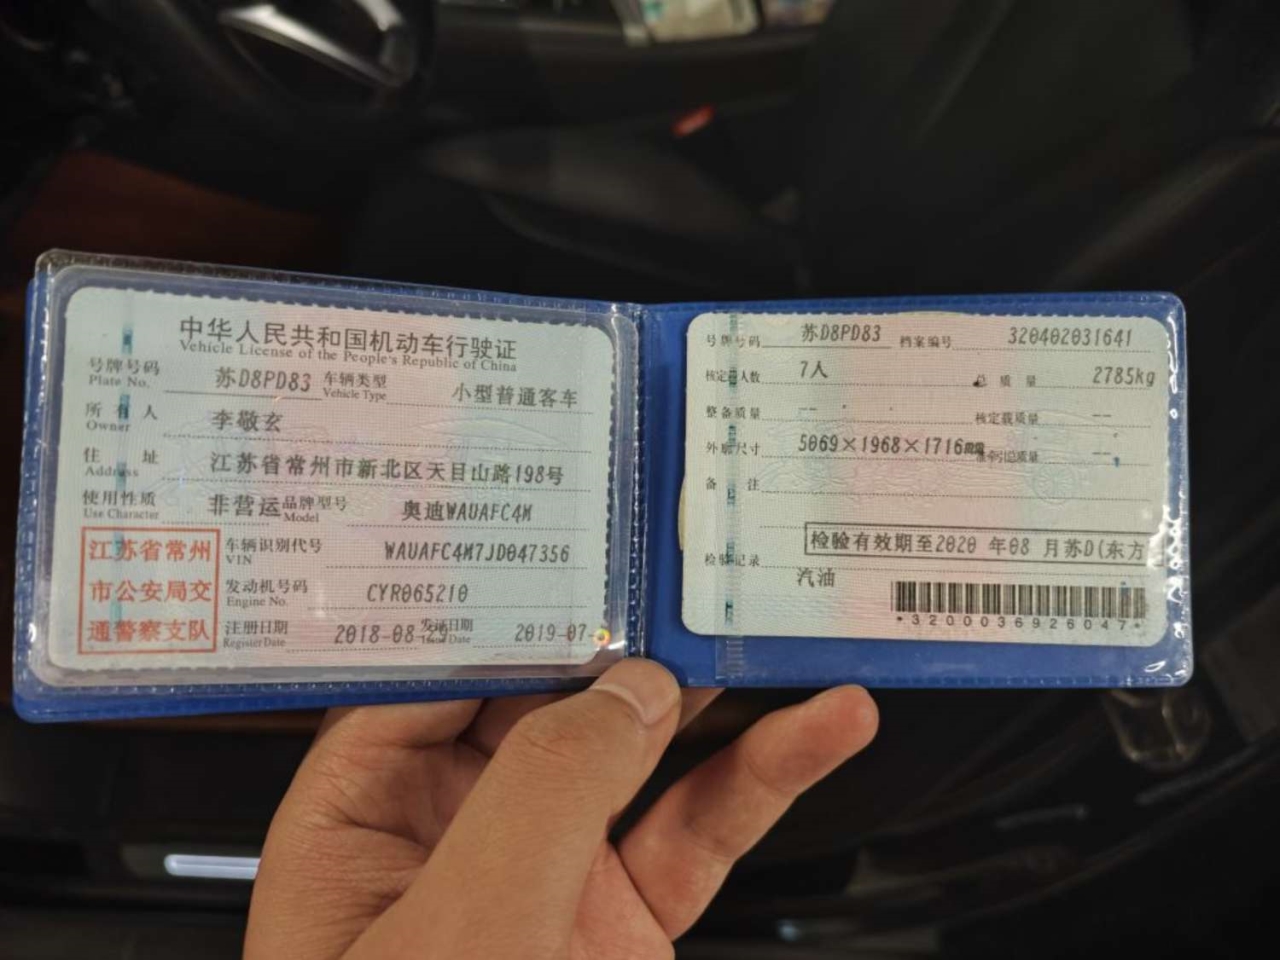 中华人民共和国机动车行驶证
Vehicle License of the People's Republic of China
号牌号码 苏D8PD83 车辆类型 小型普通客车
Plate No. Vehicle Type
所有人 李敬玄
Owner
住址 江苏省常州市新北区天目山路198号
Address
使用性质 非营运 品牌型号 奥迪WAUAFC4M
Use Character Model
江苏省常州
市公安局交
通警察支队
车辆识别代号 WAUAFC4M7JD047356
VIN
发动机号码 CYR065210
Engine No.
注册日期 2018-08-29 发证日期 2019-07-
Register Date Issue Date
号牌号码 苏D8PD83 档案编号 320402031641
核定人数 7人 总质量 2785kg
整备质量 -- 核定载质量 --
外廓尺寸 5069×1968×1716 准牵引总质量 --
备注
检验有效期至2020 年08 月苏D(东方
检验记录
汽油
*3200036926047*